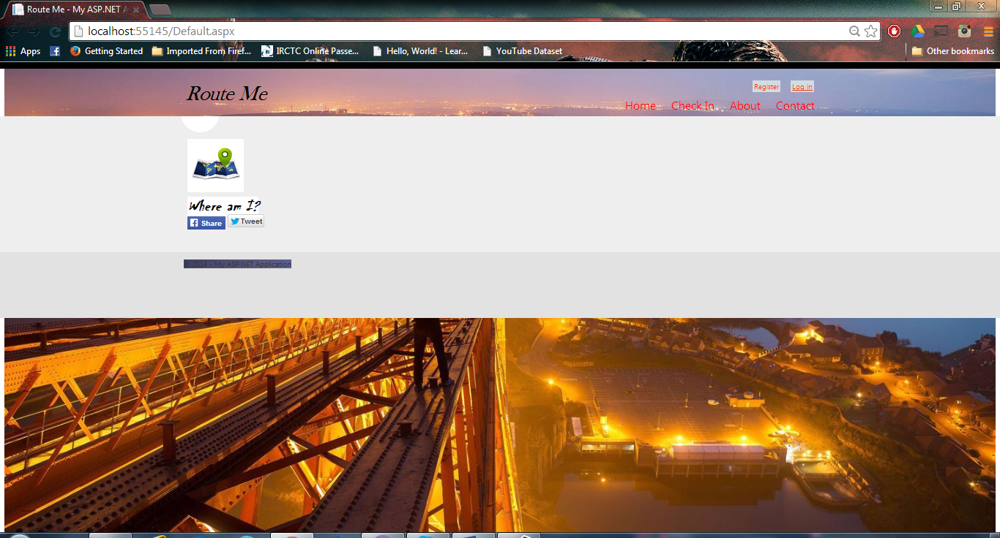 Route Me - My ASP.NET A
localhost:55145/Default.aspx
Apps
Getting Started
Imported From Firef...
IRCTC Online Passe...
Hello, World! - Lear...
YouTube Dataset
Other bookmarks
Route Me
Register
Log in
Home
Check In
About
Contact
Where am I?
Share
Tweet
© 2014 - My ASP.NET Application